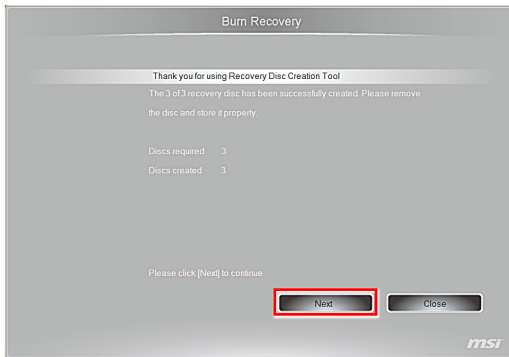 Burn Recovery
Thank you for using Recovery Disc Creation Tool
The 3 of 3 recovery disc has been successfully created. Please remove
the disc and store it properly.
Discs required 3
Discs created 3
Please click [Next] to continue
Next Close
msi